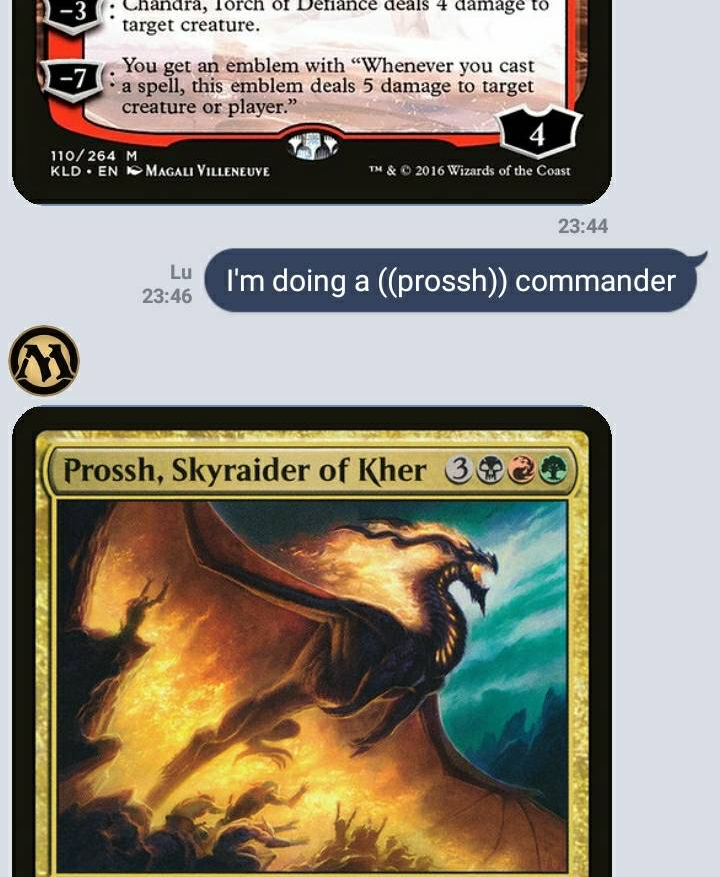 -3 : Chandra, Torch of Defiance deals 4 damage to
target creature.
-7 : You get an emblem with “Whenever you cast
a spell, this emblem deals 5 damage to target
creature or player.”
4
110/264 M
KLD • EN MAGALI VILLENEUVE
™ & © 2016 Wizards of the Coast
23:44
Lu
23:46
I'm doing a ((prossh)) commander
M
Prossh, Skyraider of Kher 3